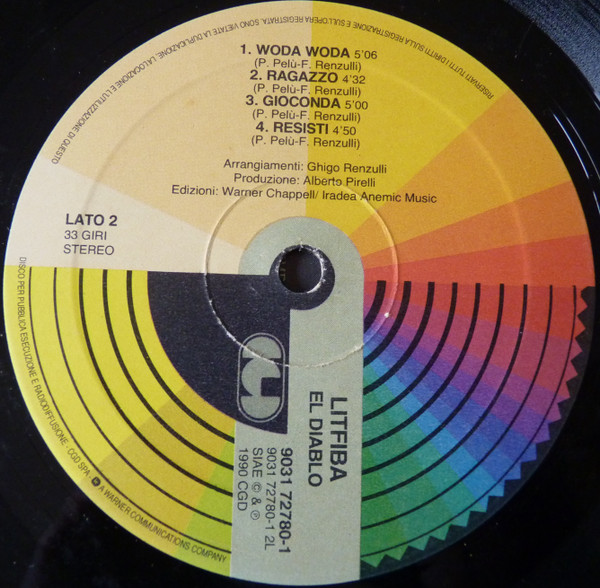 1. WODA WODA 5'06
(P. Pelù-F. Renzulli)
2. RAGAZZO 4'32
(P. Pelù-F. Renzulli)
3. GIOCONDA 5'00
(P. Pelù-F. Renzulli)
4. RESISTI 4'50
(P. Pelù-F. Renzulli)
Arrangiamenti: Ghigo Renzulli
Produzione: Alberto Pirelli
Edizioni: Warner Chappell/ Iradea Anemic Music
LATO 2
33 GIRI
STEREO
LITFIBA
EL DIABLO
9031 72780-1
9031 72780-1 2L
SIAE © & ℗
1990 CGD
RISERVATI TUTTI I DIRITTI SULLA REGISTRAZIONE E SULL'OPERA REGISTRATA. SONO VIETATE LA DUPLICAZIONE, LA LOCAZIONE E L'UTILIZZAZIONE DI QUESTO
DISCO PER PUBBLICA ESECUZIONE E RADIODIFFUSIONE - CGD SPA A WARNER COMMUNICATIONS COMPANY